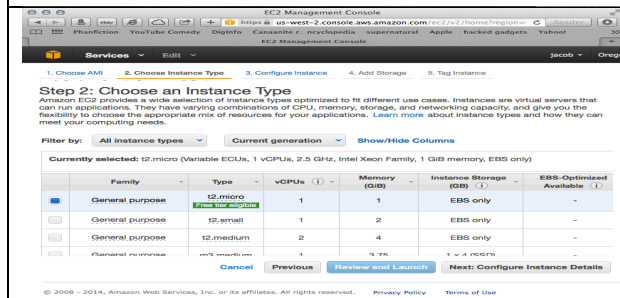 EC2 Management Console
https us-west-2.console.aws.amazon.com/ec2/v2/home?region= Reader
Phanfiction YouTube Comedy DigInfo Canaanite r...ncyclopedia supernatural Apple hacked gadgets Yahoo!
EC2 Management Console
Services Edit jacob Oreg
1. Choose AMI 2. Choose Instance Type 3. Configure Instance 4. Add Storage 5. Tag Instance
Step 2: Choose an Instance Type
Amazon EC2 provides a wide selection of instance types optimized to fit different use cases. Instances are virtual servers that
can run applications. They have varying combinations of CPU, memory, storage, and networking capacity, and give you the
flexibility to choose the appropriate mix of resources for your applications. Learn more about instance types and how they can
meet your computing needs.
Filter by: All instance types Current generation Show/Hide Columns
Currently selected: t2.micro (Variable ECUs, 1 vCPUs, 2.5 GHz, Intel Xeon Family, 1 GiB memory, EBS only)
Family Type vCPUs Memory (GiB) Instance Storage (GB) EBS-Optimized Available
General purpose t2.micro Free tier eligible 1 1 EBS only -
General purpose t2.small 1 2 EBS only -
General purpose t2.medium 2 4 EBS only -
General purpose m3.medium 1 3.75 1 x 4 (SSD) -
Cancel Previous Review and Launch Next: Configure Instance Details
© 2008 - 2014, Amazon Web Services, Inc. or its affiliates. All rights reserved. Privacy Policy Terms of Use